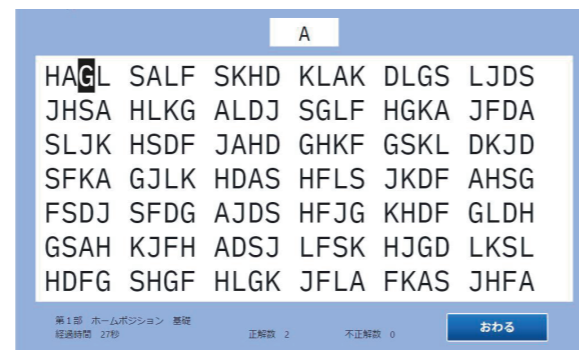 A
HAGL SALF SKHD KLAK DLGS LJDS
JHSA HLKG ALDJ SGLF HGKA JFDA
SLJK HSDF JAHD GHKF GSKL DKJD
SFKA GJLK HDAS HFLS JKDF AHSG
FSDJ SFDG AJDS HFJG KHDF GLDH
GSAH KJFH ADSJ LFSK HJGD LKSL
HDFG SHGF HLGK JFLA FKAS JHFA
第1部 ホームポジション 基礎
経過時間 27秒 正解数 2 不正解数 0
おわる